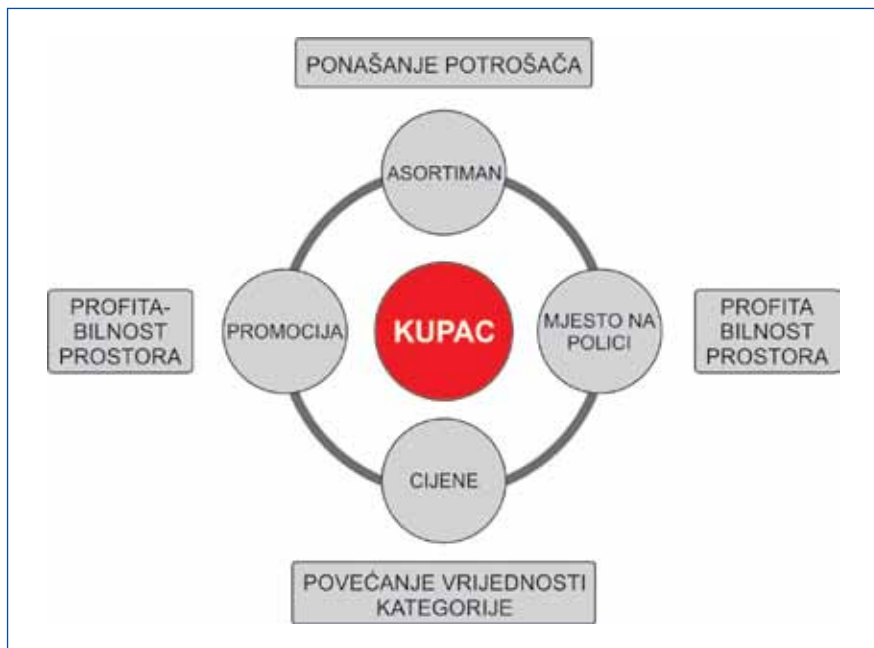 PONAŠANJE POTROŠAČA
ASORTIMAN
PROFITA-
BILNOST
PROSTORA
PROMOCIJA
KUPAC
MJESTO NA
POLICI
PROFITA
BILNOST
PROSTORA
CIJENE
POVEĆANJE VRIJEDNOSTI
KATEGORIJE